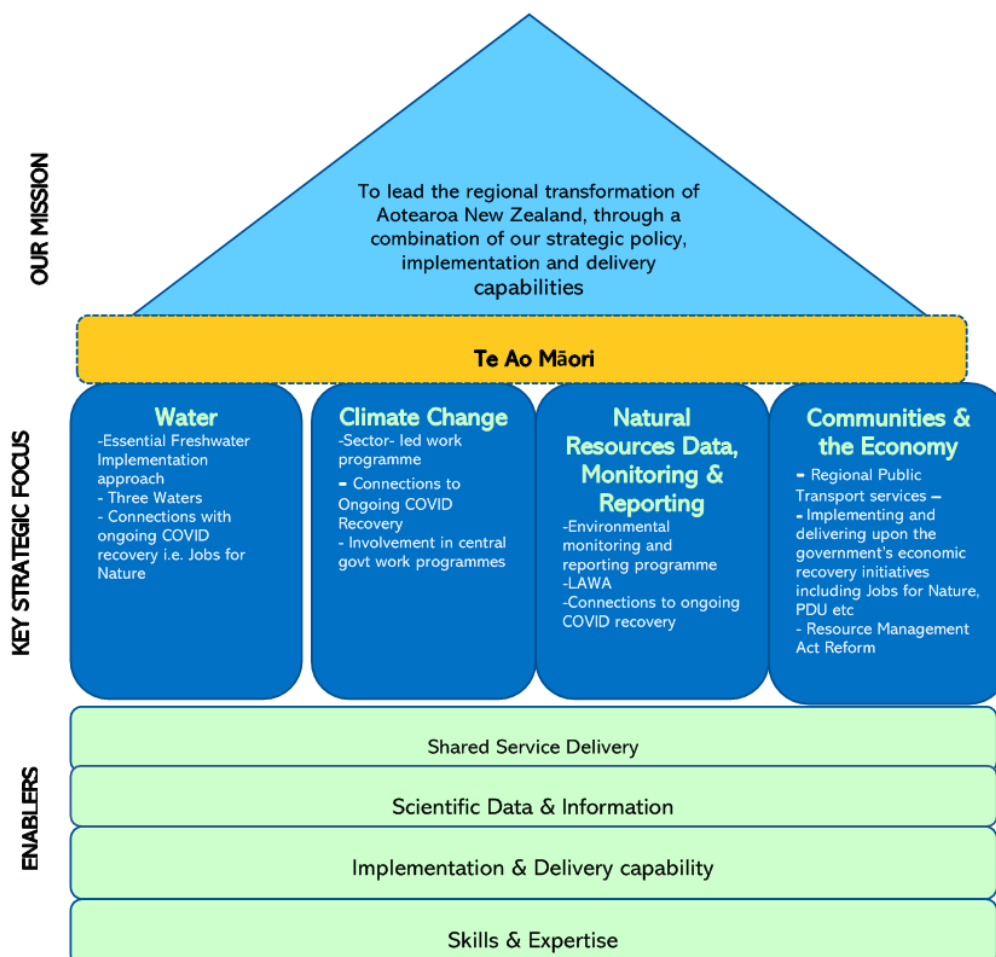 OUR MISSION
To lead the regional transformation of
Aotearoa New Zealand, through a
combination of our strategic policy,
implementation and delivery
capabilities
Te Ao Māori
KEY STRATEGIC FOCUS
Water
-Essential Freshwater
Implementation
approach
- Three Waters
- Connections with
ongoing COVID
recovery i.e. Jobs for
Nature
Climate Change
-Sector- led work
programme
- Connections to
Ongoing COVID
Recovery
- Involvement in central
govt work programmes
Natural
Resources Data,
Monitoring &
Reporting
-Environmental
monitoring and
reporting programme
-LAWA
-Connections to ongoing
COVID recovery
Communities &
the Economy
- Regional Public
Transport services –
- Implementing and
delivering upon the
government's economic
recovery initiatives
including Jobs for Nature,
PDU etc
- Resource Management
Act Reform
ENABLERS
Shared Service Delivery
Scientific Data & Information
Implementation & Delivery capability
Skills & Expertise